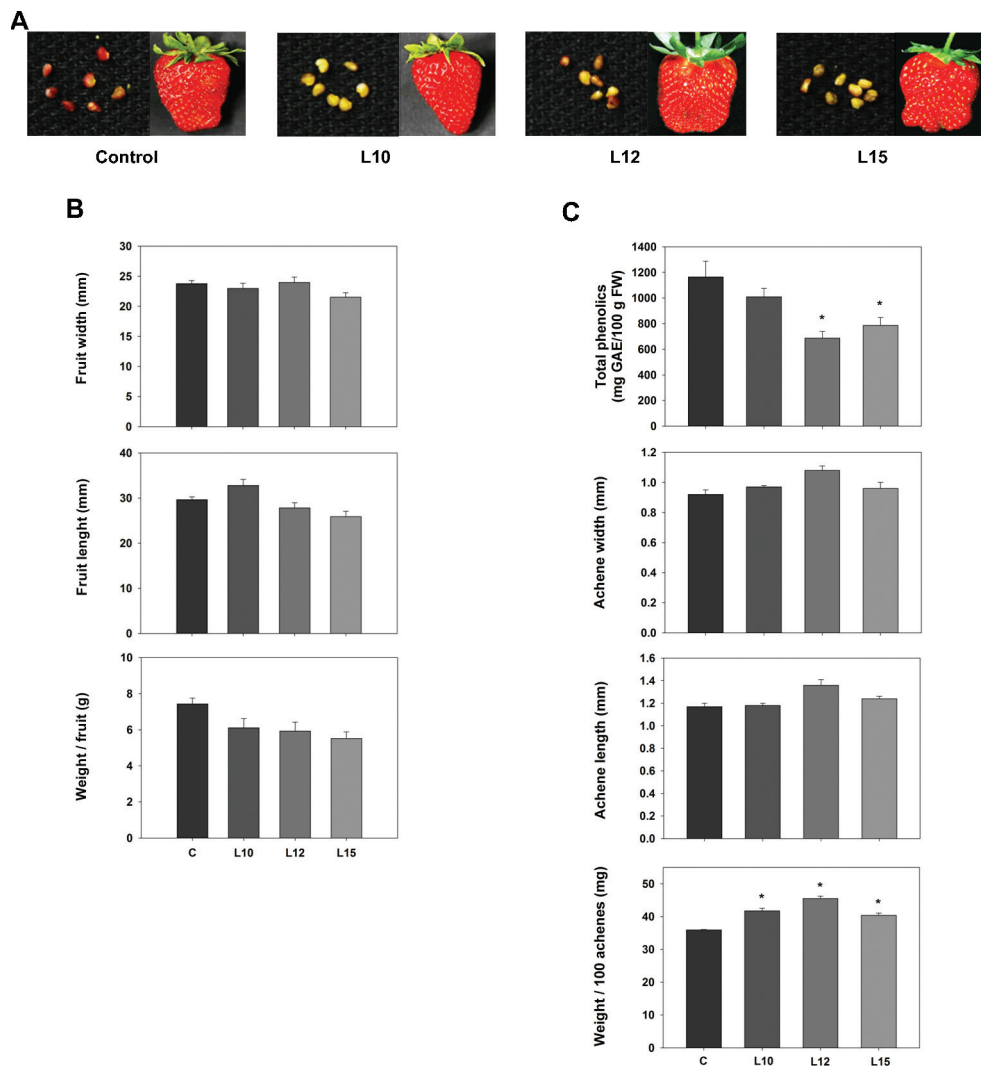 A
Control
L10
L12
L15
B
30
25
20
15
10
5
0
Fruit width (mm)
40
30
20
10
0
Fruit lenght (mm)
10
8
6
4
2
0
Weight / fruit (g)
C
L10
L12
L15
C
1400
1200
1000
800
600
400
200
0
Total phenolics
(mg GAE/100 g FW)
*
*
1.2
1.0
0.8
0.6
0.4
0.2
0.0
Achene width (mm)
1.6
1.4
1.2
1.0
0.8
0.6
0.4
0.2
0.0
Achene length (mm)
50
40
30
20
10
0
Weight / 100 achenes (mg)
*
*
*
C
L10
L12
L15